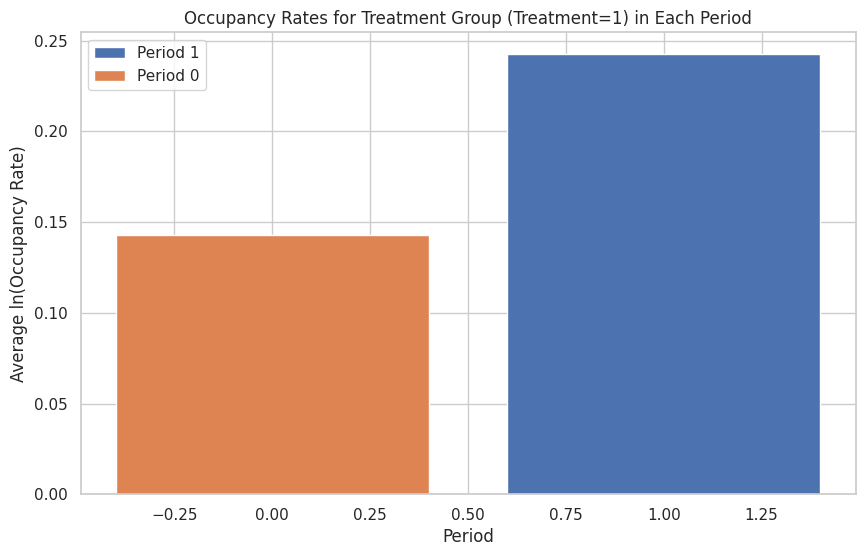 Occupancy Rates for Treatment Group (Treatment=1) in Each Period
Period 1
Period 0
Average ln(Occupancy Rate)
0.25
0.20
0.15
0.10
0.05
0.00
−0.25 0.00 0.25 0.50 0.75 1.00 1.25
Period